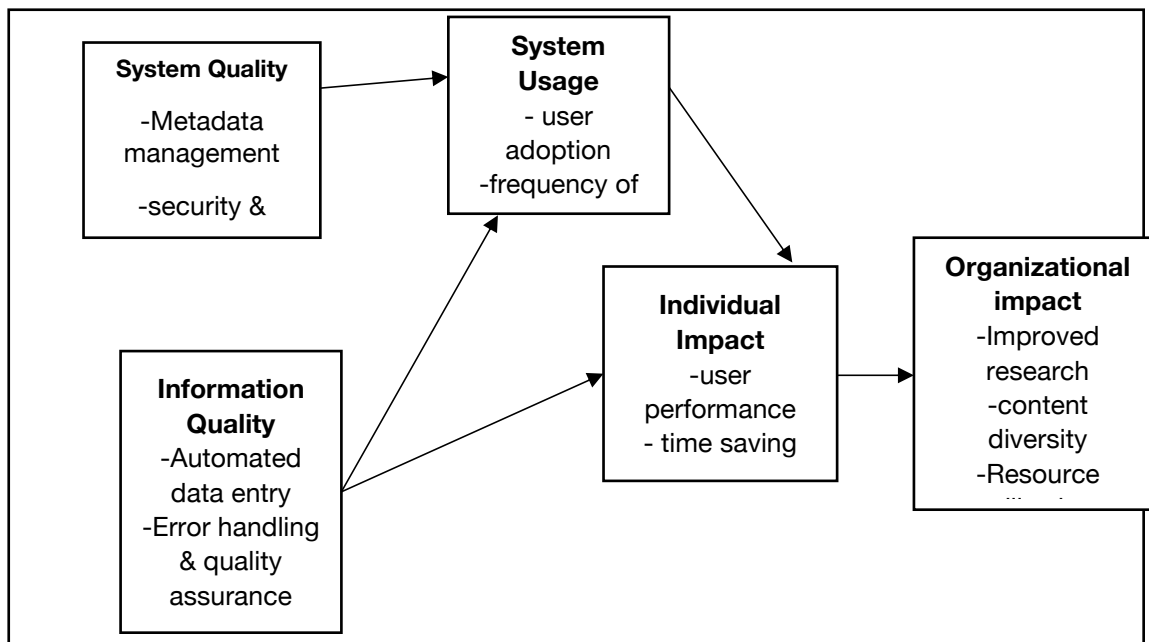 System Quality
-Metadata
management
-security &
System
Usage
- user
adoption
-frequency of
Information
Quality
-Automated
data entry
-Error handling
& quality
assurance
Individual
Impact
-user
performance
- time saving
Organizational
impact
-Improved
research
-content
diversity
-Resource